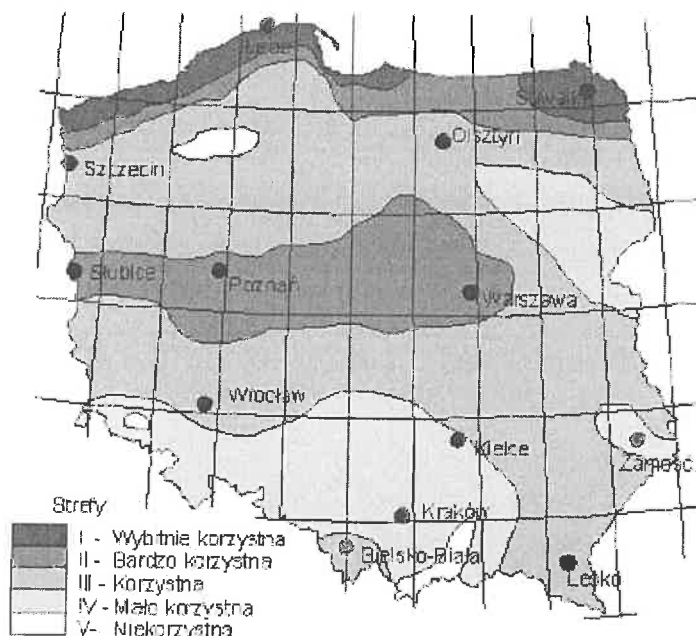 Suwałki
Olsztyn
Szczecin
Słubice
Poznań
Warszawa
Wrocław
Kielce
Zamość
Kraków
Bielsko-Biała
Lesko
Strefy
I - Wybitnie korzystna
II - Bardzo korzystna
III - Korzystna
IV - Mało korzystna
V - Niekorzystna